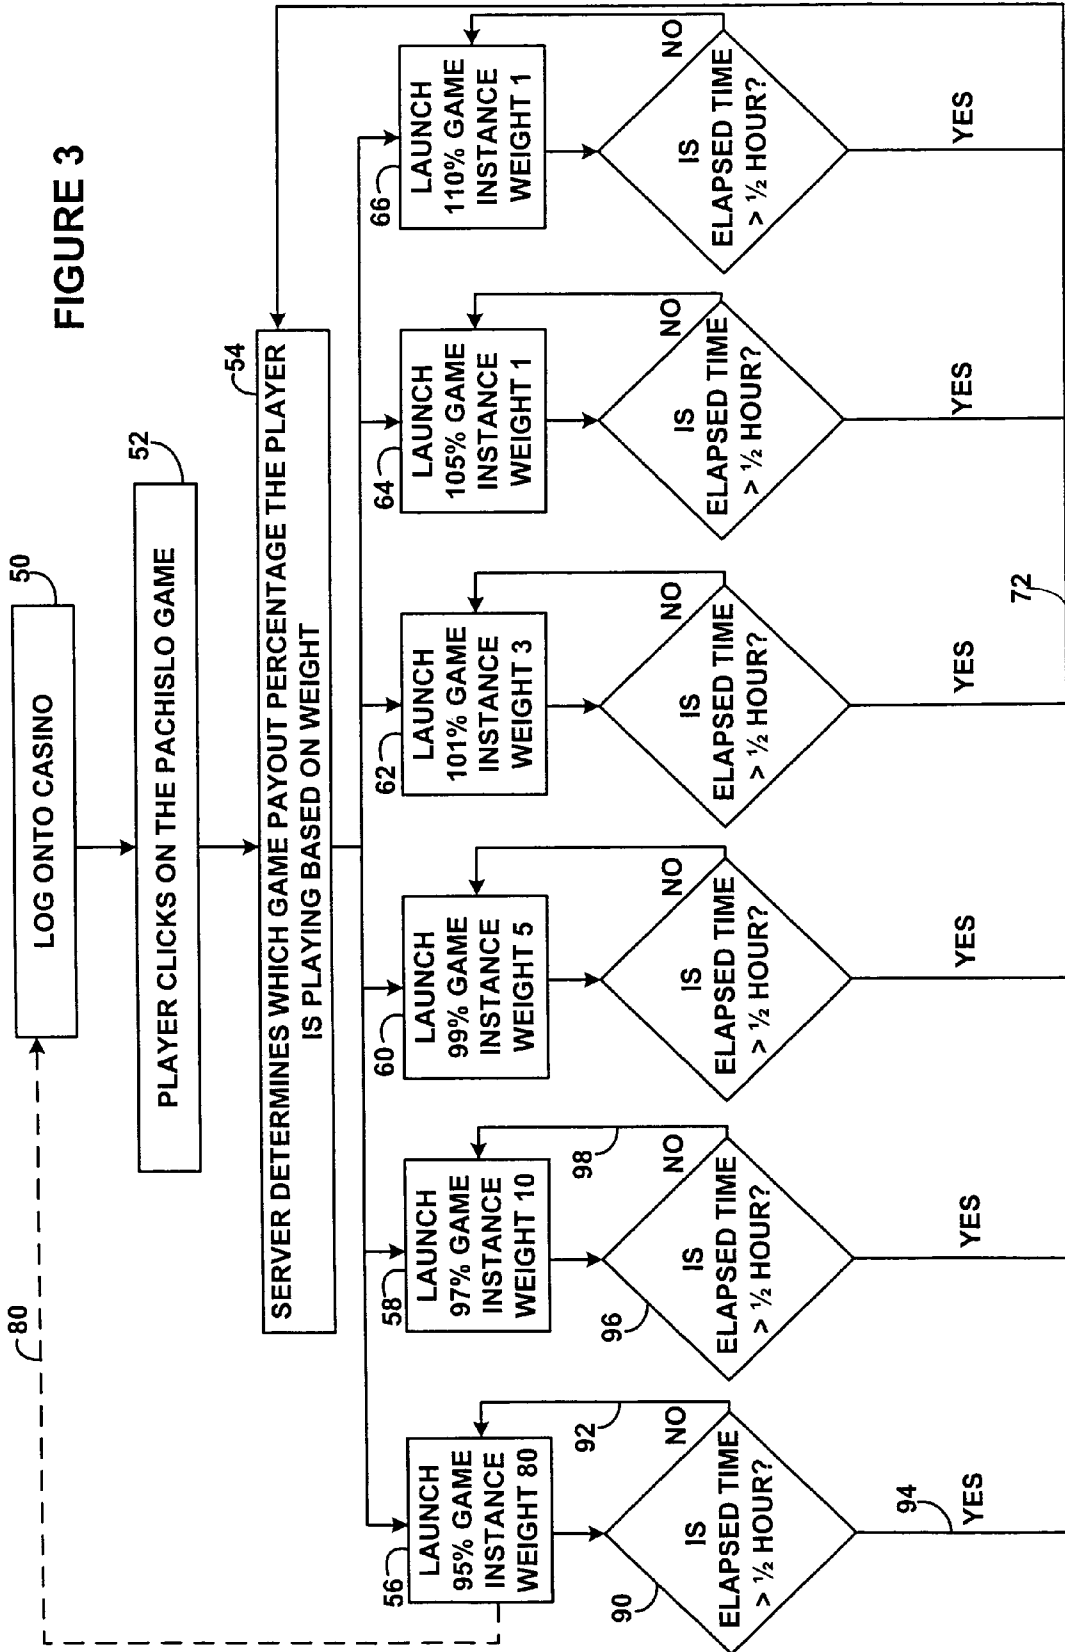 FIGURE 3
80
LOG ONTO CASINO
50
PLAYER CLICKS ON THE PACHISLO GAME
52
SERVER DETERMINES WHICH GAME PAYOUT PERCENTAGE THE PLAYER
IS PLAYING BASED ON WEIGHT
54
56
LAUNCH
95% GAME
INSTANCE
WEIGHT 80
58
LAUNCH
97% GAME
INSTANCE
WEIGHT 10
60
LAUNCH
99% GAME
INSTANCE
WEIGHT 5
62
LAUNCH
101% GAME
INSTANCE
WEIGHT 3
64
LAUNCH
105% GAME
INSTANCE
WEIGHT 1
66
LAUNCH
110% GAME
INSTANCE
WEIGHT 1
90
IS
ELAPSED TIME
> ½ HOUR?
NO
92
YES
94
96
IS
ELAPSED TIME
> ½ HOUR?
NO
98
YES
IS
ELAPSED TIME
> ½ HOUR?
NO
YES
IS
ELAPSED TIME
> ½ HOUR?
NO
YES
IS
ELAPSED TIME
> ½ HOUR?
NO
YES
IS
ELAPSED TIME
> ½ HOUR?
NO
YES
72